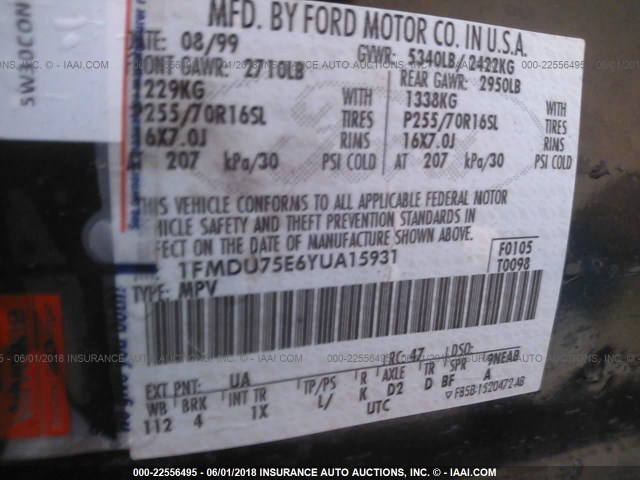 5W30CON
MFD. BY FORD MOTOR CO. IN U.S.A.
DATE: 08/99 GVWR: 5340LB/ 2422KG
FRONT GAWR: 2710LB REAR GAWR: 2950LB
1229KG WITH 1338KG WITH
P255/70R16SL TIRES P255/70R16SL TIRES
16X7.0J RIMS 16X7.0J RIMS
AT 207 kPa/30 PSI COLD AT 207 kPa/30 PSI COLD
THIS VEHICLE CONFORMS TO ALL APPLICABLE FEDERAL MOTOR
VEHICLE SAFETY AND THEFT PREVENTION STANDARDS IN
EFFECT ON THE DATE OF MANUFACTURE SHOWN ABOVE.
1FMDU75E6YUA15931
F0105
T0098
TYPE: MPV
EXT PNT: UA RC: 47 DSO: 9NEAB
WB BRK INT TR TP/PS R AXLE TR SPR
112 4 1X L/ K D2 D BF A
UTC
F85B-1520472-AB
000-22556495 - 06/01/2018 INSURANCE AUTO AUCTIONS, INC. - IAAI.COM